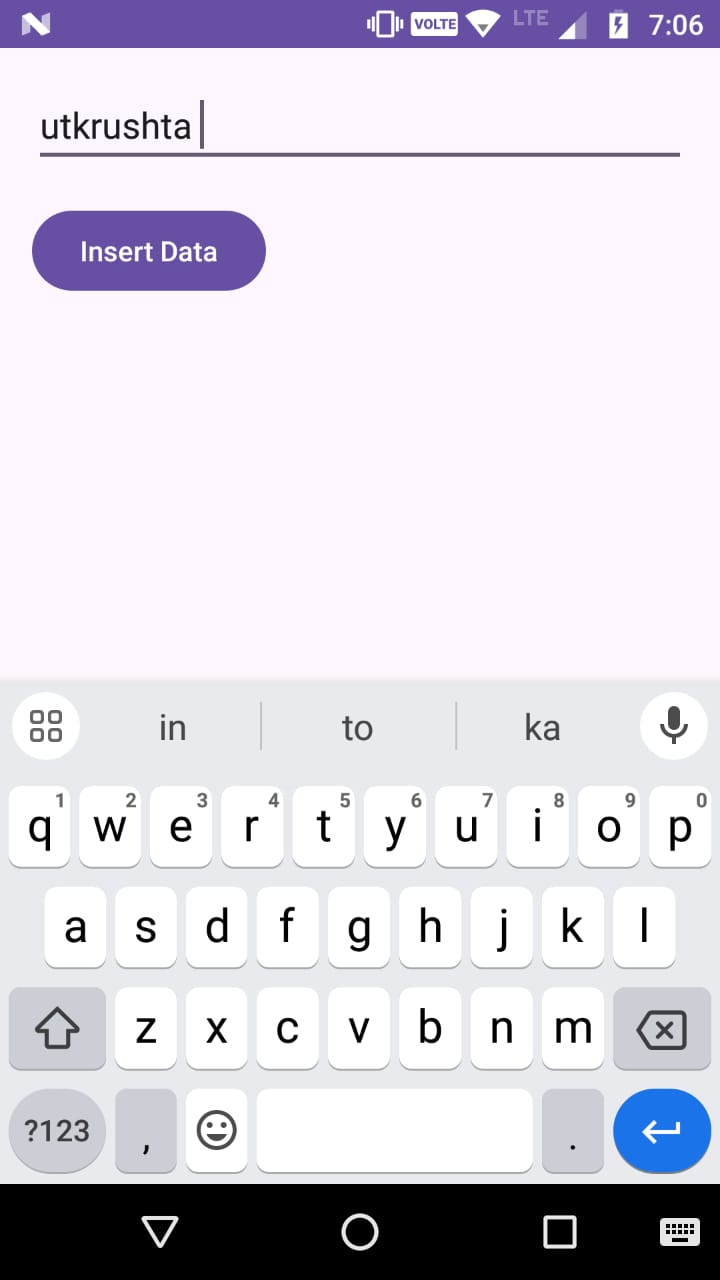 VOLTE LTE 7:06
utkrushta
Insert Data
in to ka
q 1 w 2 e 3 r 4 t 5 y 6 u 7 i 8 o 9 p 0
a s d f g h j k l
z x c v b n m
?123 , .